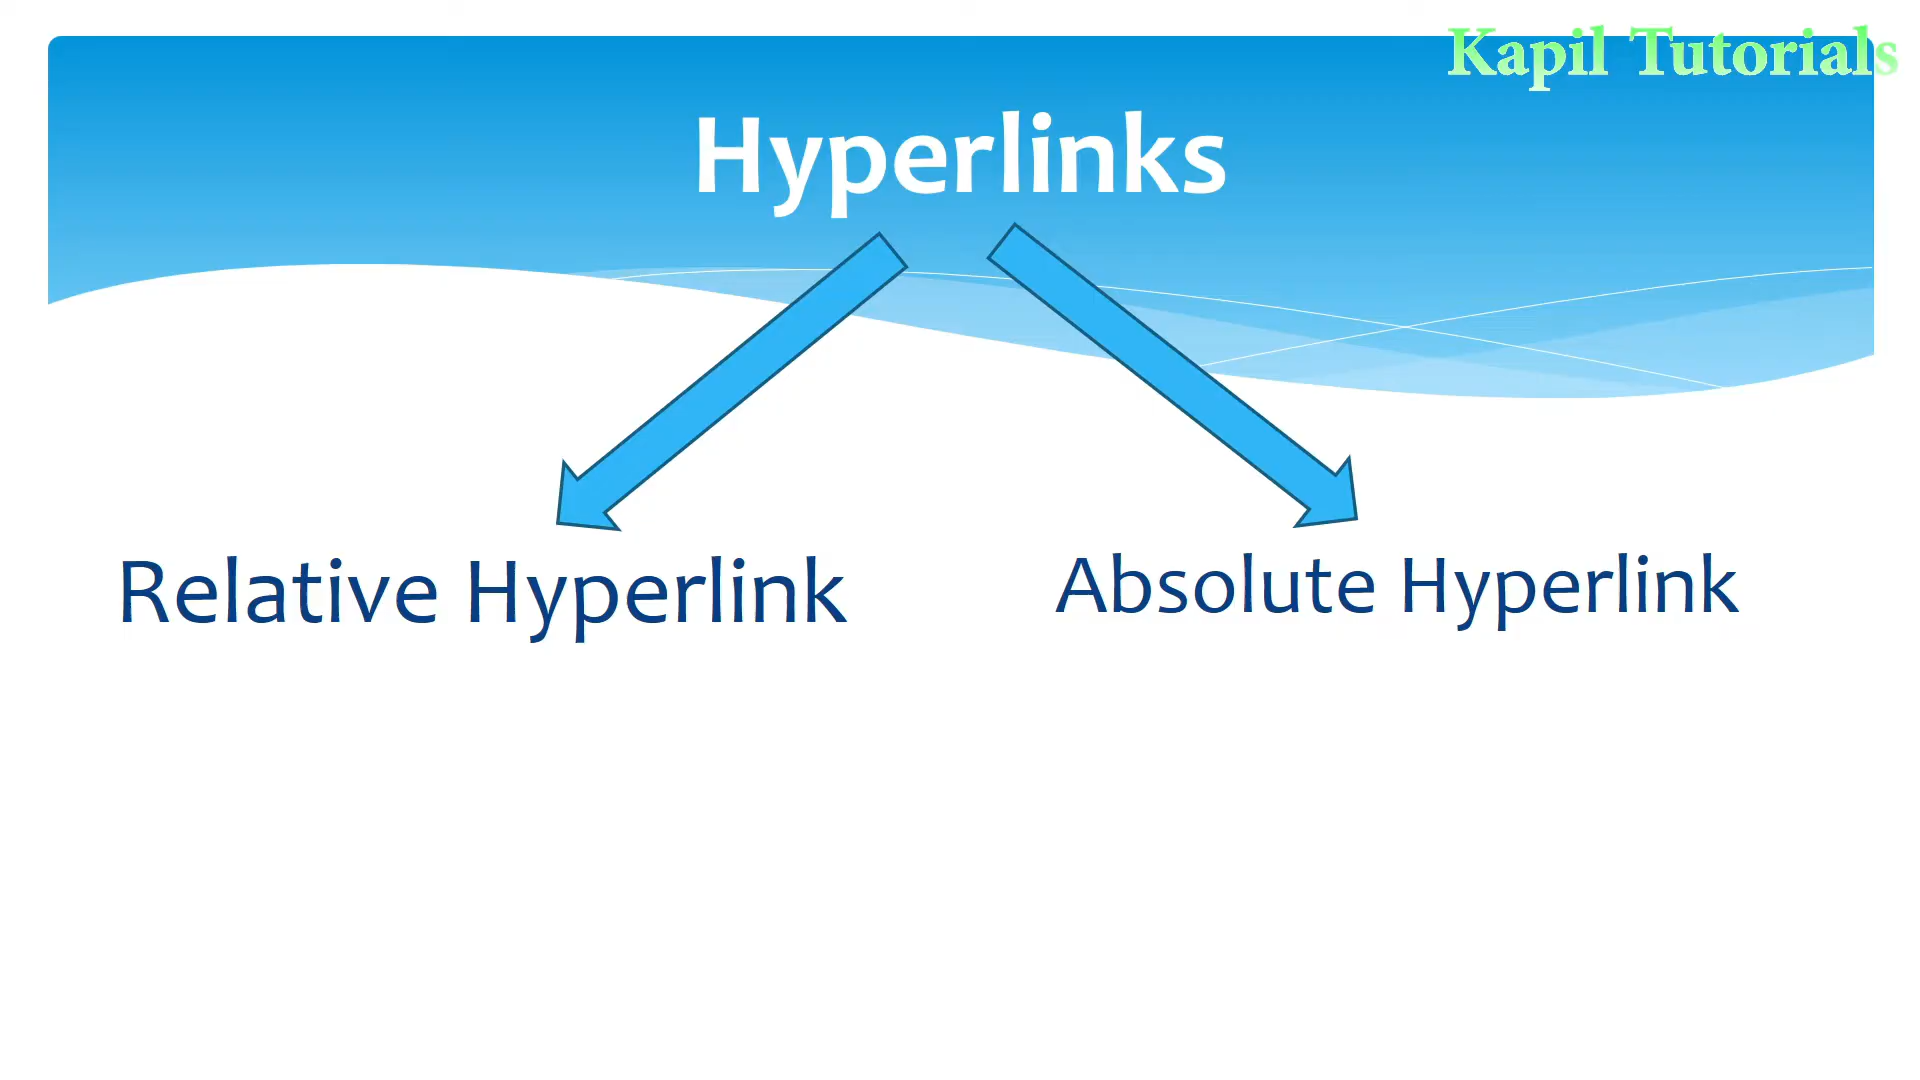 Kapil Tutorials
Hyperlinks
Relative Hyperlink
Absolute Hyperlink